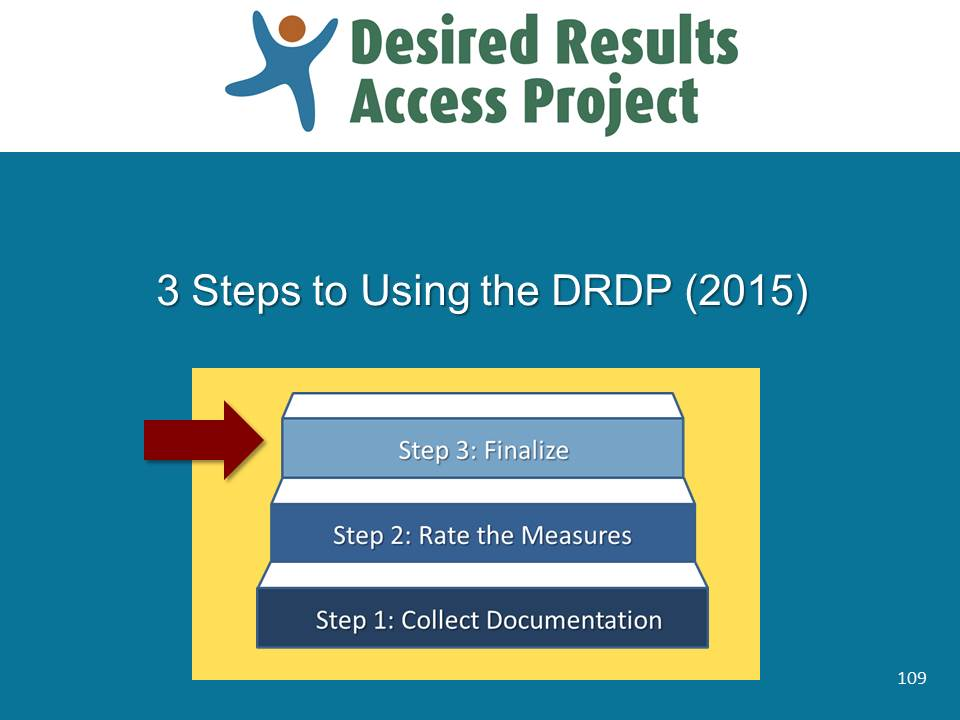 Desired Results
Access Project
3 Steps to Using the DRDP (2015)
Step 3: Finalize
Step 2: Rate the Measures
Step 1: Collect Documentation
109